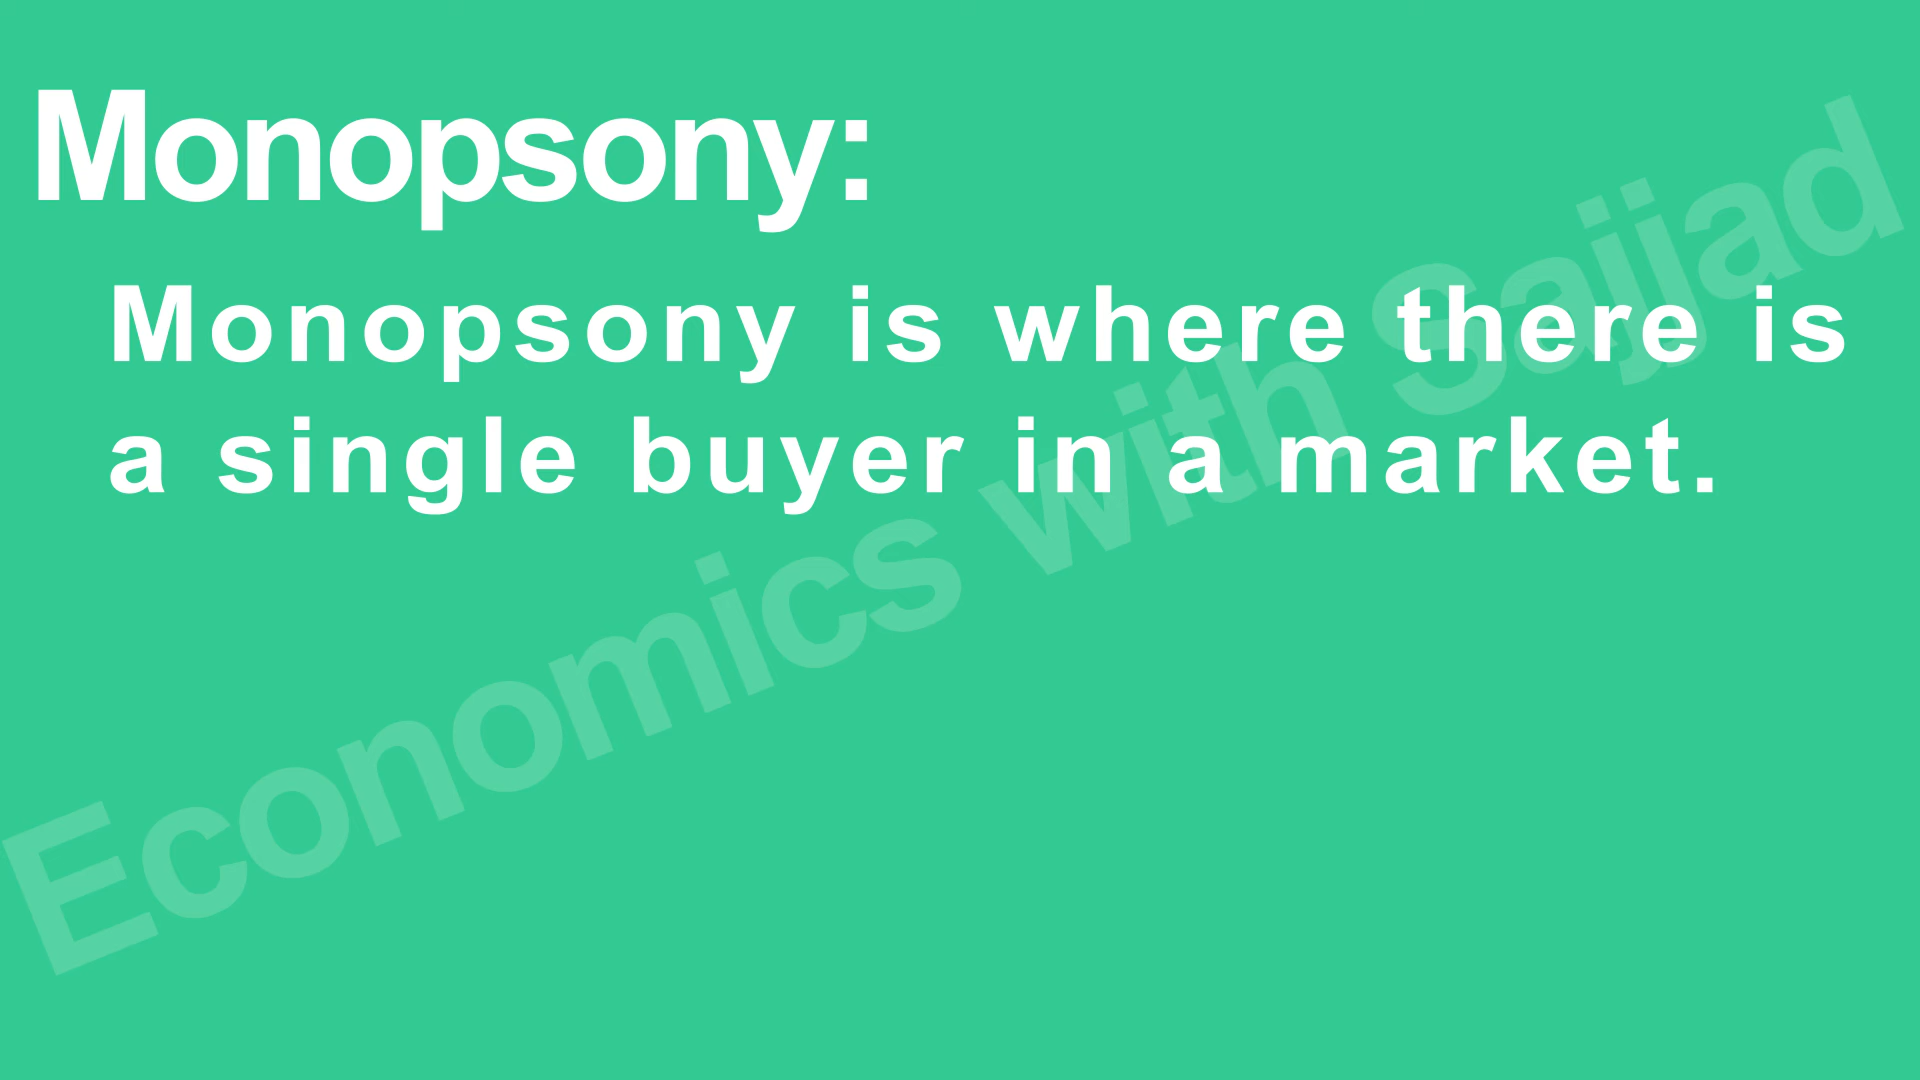 Monopsony:
Monopsony is where there is
a single buyer in a market.
Economics with Sajjad